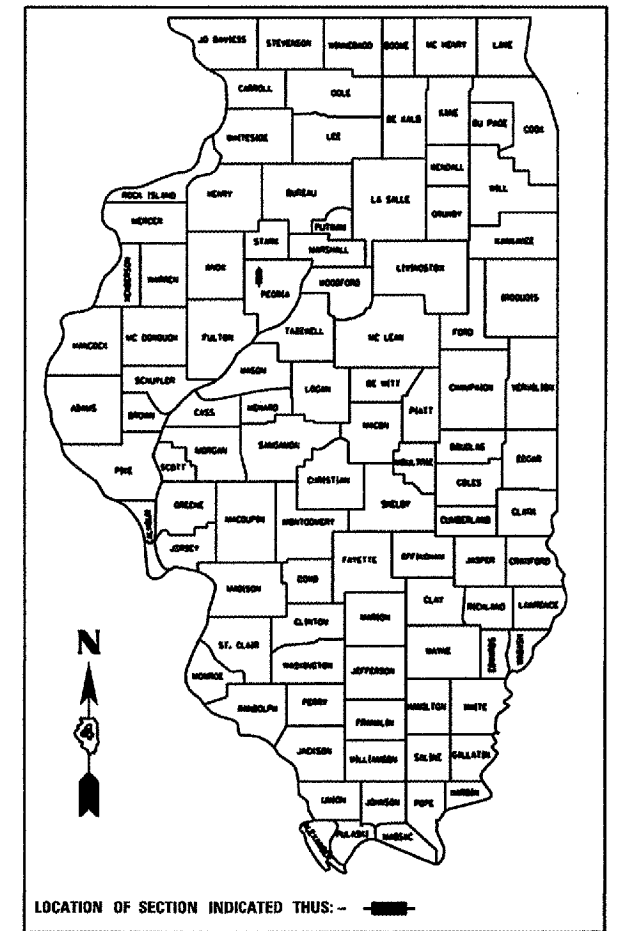 JO DAVIESS STEPHENSON WINNEBAGO BOONE MC HENRY LAKE
CARROLL OGLE DE KALB KANE DU PAGE COOK
WHITESIDE LEE KENDALL WILL
ROCK ISLAND HENRY BUREAU LA SALLE GRUNDY
MERCER PUTNAM KANKAKEE
HENDERSON WARREN KNOX STARK MARSHALL LIVINGSTON
PEORIA WOODFORD IROQUOIS
HANCOCK MC DONOUGH FULTON TAZEWELL MC LEAN FORD
SCHUYLER MASON LOGAN DE WITT CHAMPAIGN VERMILION
ADAMS BROWN CASS MENARD MACON PIATT
PIKE SCOTT MORGAN SANGAMON MOULTRIE DOUGLAS EDGAR
CHRISTIAN COLES
CALHOUN GREENE MACOUPIN MONTGOMERY SHELBY CUMBERLAND CLARK
JERSEY FAYETTE EFFINGHAM JASPER CRAWFORD
MADISON BOND CLAY RICHLAND LAWRENCE
CLINTON MARION
ST. CLAIR WASHINGTON JEFFERSON WAYNE EDWARDS WABASH
MONROE
RANDOLPH PERRY FRANKLIN HAMILTON WHITE
JACKSON WILLIAMSON SALINE GALLATIN
UNION JOHNSON POPE HARDIN
ALEXANDER PULASKI MASSAC
N
4
LOCATION OF SECTION INDICATED THUS:-